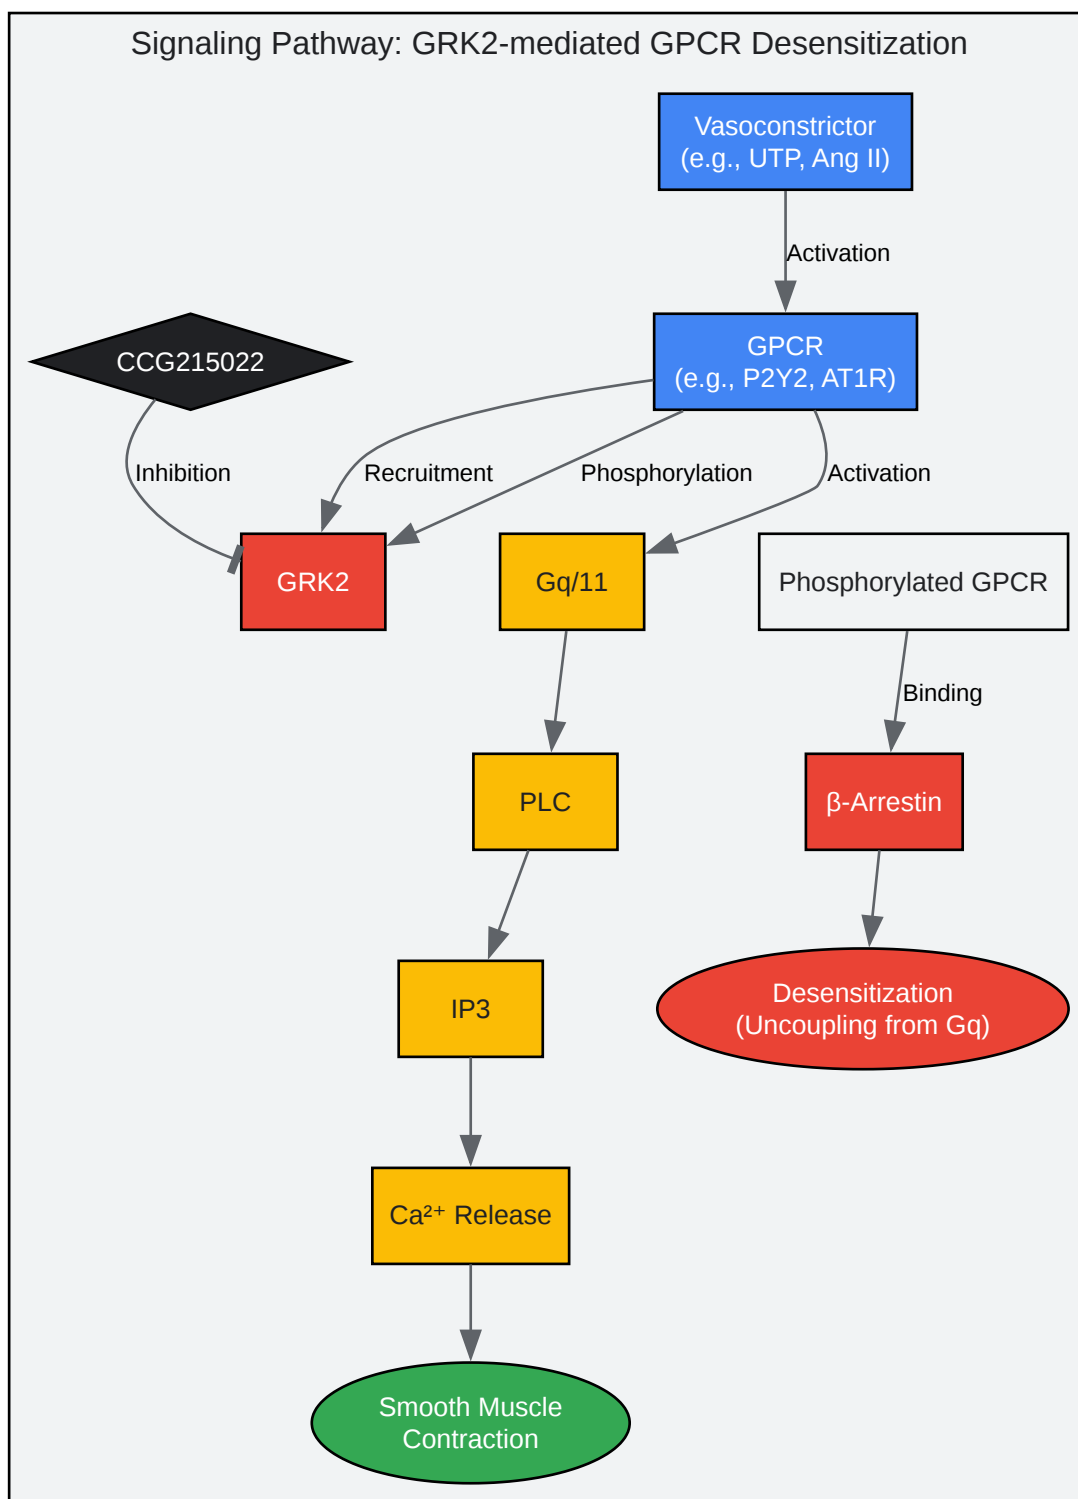 Signaling Pathway: GRK2-mediated GPCR Desensitization
Vasoconstrictor
(e.g., UTP, Ang II)
Activation
CCG215022
GPCR
(e.g., P2Y2, AT1R)
Inhibition
Recruitment
Phosphorylation
Activation
GRK2
Gq/11
Phosphorylated GPCR
Binding
PLC
β-Arrestin
IP3
Desensitization
(Uncoupling from Gq)
Ca²⁺ Release
Smooth Muscle
Contraction